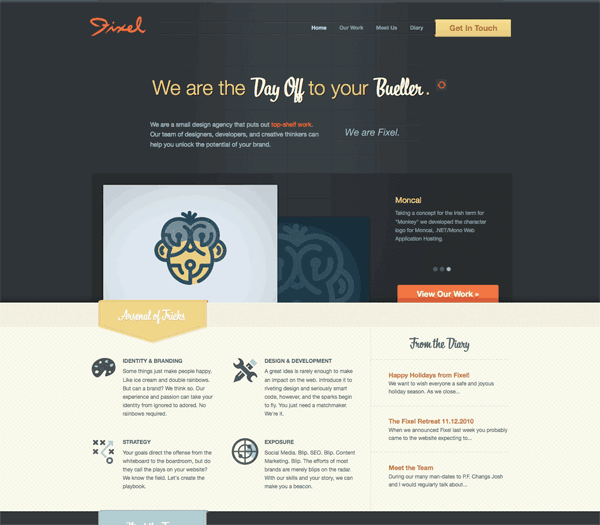 Fixel
Home Our Work Meet Us Diary Get In Touch
We are the Day Off to your Bueller.
We are a small design agency that puts out top-shelf work.
Our team of designers, developers, and creative thinkers can
help you unlock the potential of your brand.
We are Fixel.
Moncai
Taking a concept for the Irish term for
"Monkey" we developed the character
logo for Moncai, .NET/Mono Web
Application Hosting.
View Our Work »
Arsenal of Tricks
IDENTITY & BRANDING
Some things just make people happy.
Like ice cream and double rainbows.
But can a brand? We think so. Our
experience and passion can take your
identity from ignored to adored. No
rainbows required.
DESIGN & DEVELOPMENT
A great idea is rarely enough to make
an impact on the web. Introduce it to
riveting design and seriously smart
code, however, and the sparks begin
to fly. You just need a matchmaker.
We're it.
STRATEGY
Your goals direct the offense from the
whiteboard to the boardroom, but do
they call the plays on your website?
We know the field. Let's create the
playbook.
EXPOSURE
Social Media. Blip. SEO. Blip. Content
Marketing. Blip. The efforts of most
brands are merely blips on the radar.
With our skills and your story, we can
make you a beacon.
From the Diary
Happy Holidays from Fixel!
We want to wish everyone a safe and joyous
holiday season. As we close...
The Fixel Retreat 11.12.2010
When we announced Fixel last week you probably
came to the website expecting to...
Meet the Team
During our many man-dates to P.F. Changs Josh
and I would regularly talk about...